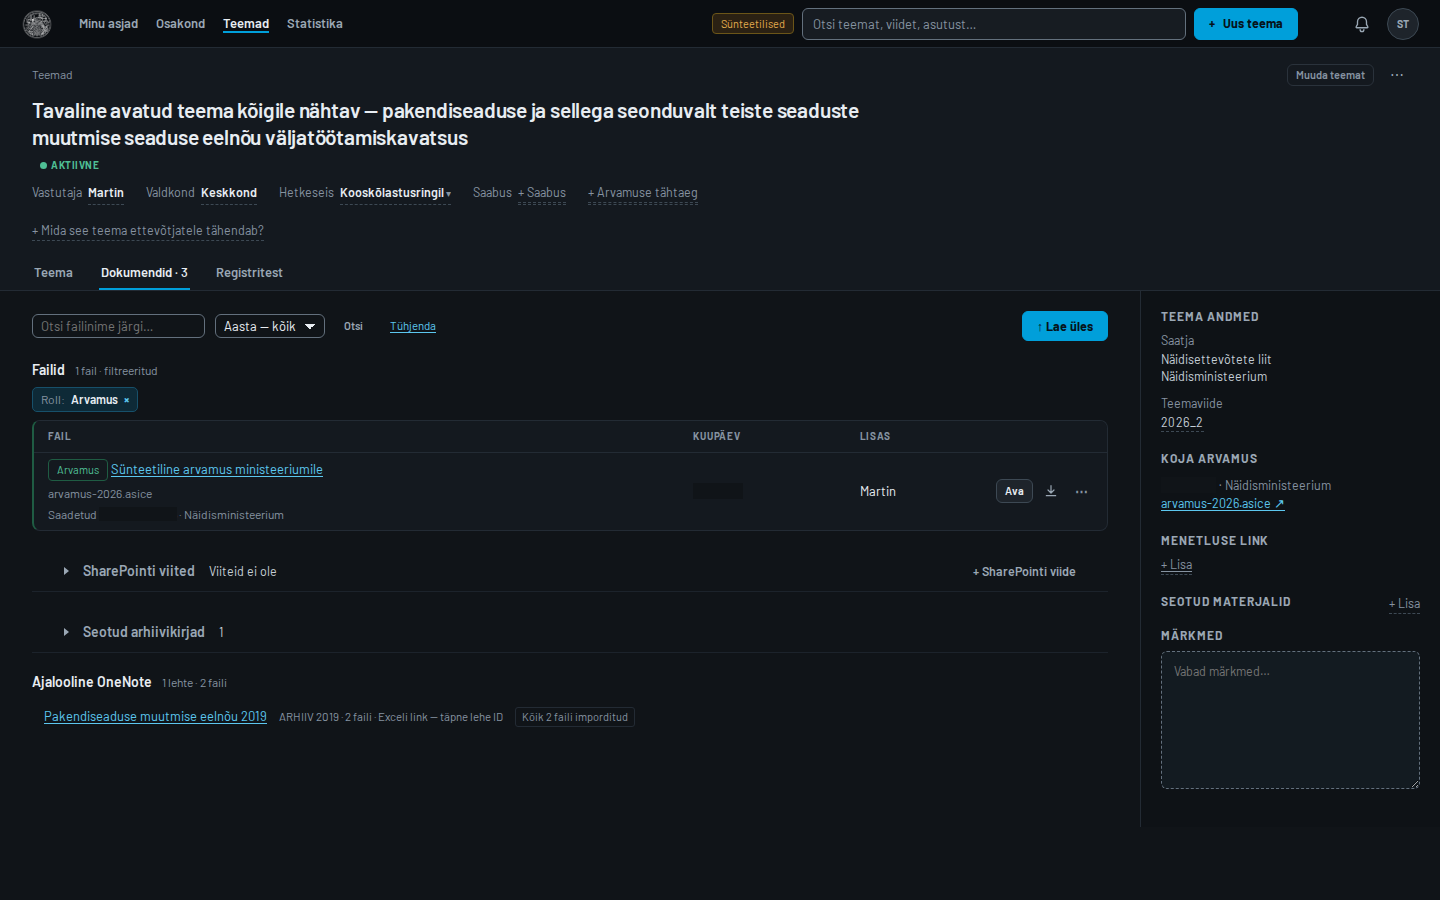 Minu asjad Osakond Teemad Statistika Sünteetilised Otsi teemat, viidet, asutust... + Uus teema ST
Teemad Muuda teemat ...
Tavaline avatud teema kõigile nähtav — pakendiseaduse ja sellega seonduvalt teiste seaduste
muutmise seaduse eelnõu väljatöötamiskavatsus
AKTIIVNE
Vastutaja Martin Valdkond Keskkond Hetkeseis Kooskõlastusringil ▾ Saabus + Saabus + Arvamuse tähtaeg
+ Mida see teema ettevõtjatele tähendab?
Teema Dokumendid · 3 Registritest
Otsi failinime järgi... Aasta — kõik Otsi Tühjenda ↑ Lae üles
Failid 1 fail · filtreeritud
Roll: Arvamus ×
FAIL KUUPÄEV LISAS
Arvamus Sünteetiline arvamus ministeeriumile
arvamus-2026.asice
Saadetud · Näidisministeerium
Martin Ava ...
SharePointi viited Viiteid ei ole + SharePointi viide
Seotud arhiivikirjad 1
Ajalooline OneNote 1 lehte · 2 faili
Pakendiseaduse muutmise eelnõu 2019 ARHIIV 2019 · 2 faili · Exceli link — täpne lehe ID Kõik 2 faili imporditud
TEEMA ANDMED
Saatja
Näidisettevõtete liit
Näidisministeerium
Teemaviide
2026_2
KOJA ARVAMUS
· Näidisministeerium
arvamus-2026.asice ↗
MENETLUSE LINK
+ Lisa
SEOTUD MATERJALID + Lisa
MÄRKMED
Vabad märkmed...